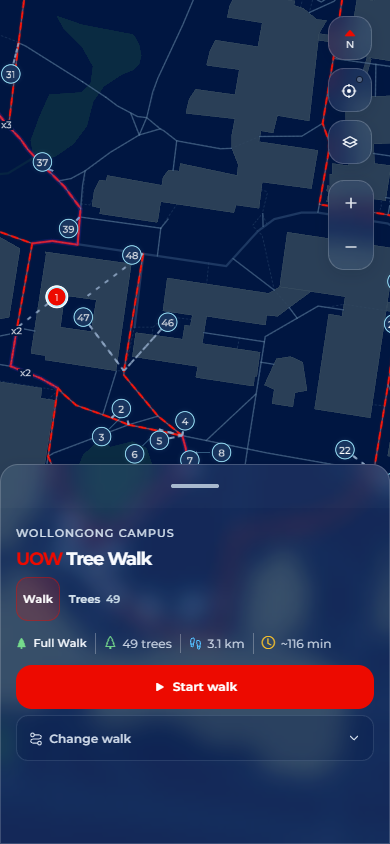 N
31
x3
37
39
48
1
47
46
x2
x2
2
4
3
5
6
7
8
22
WOLLONGONG CAMPUS
UOW Tree Walk
Walk
Trees 49
Full Walk
49 trees
3.1 km
~116 min
Start walk
Change walk